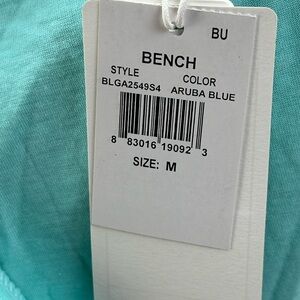 BU
BENCH
STYLE COLOR
BLGA2549S4 ARUBA BLUE
8 83016 19092 3
SIZE: M